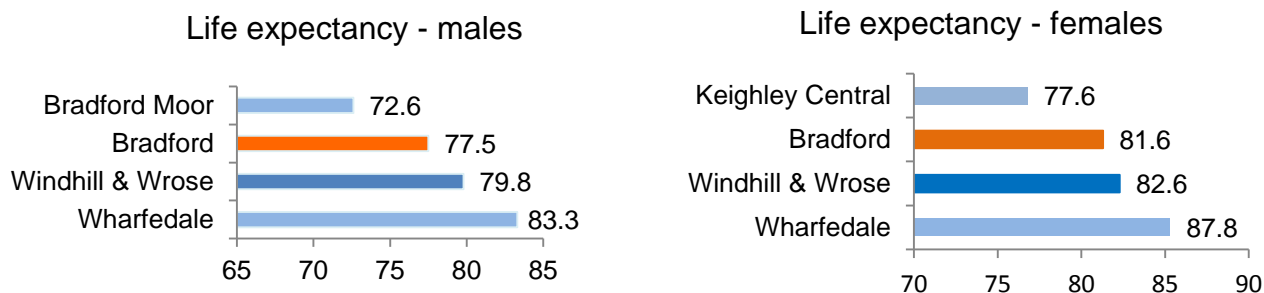 Life expectancy - males
Bradford Moor 72.6
Bradford 77.5
Windhill & Wrose 79.8
Wharfedale 83.3
65 70 75 80 85
Life expectancy - females
Keighley Central 77.6
Bradford 81.6
Windhill & Wrose 82.6
Wharfedale 87.8
70 75 80 85 90